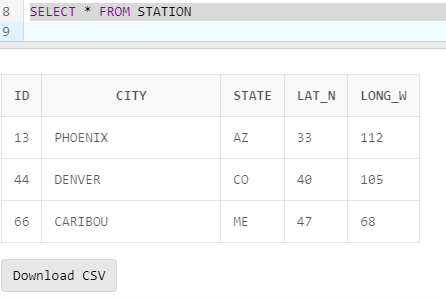 8 SELECT * FROM STATION
9
ID CITY STATE LAT_N LONG_W
13 PHOENIX AZ 33 112
44 DENVER CO 40 105
66 CARIBOU ME 47 68
Download CSV